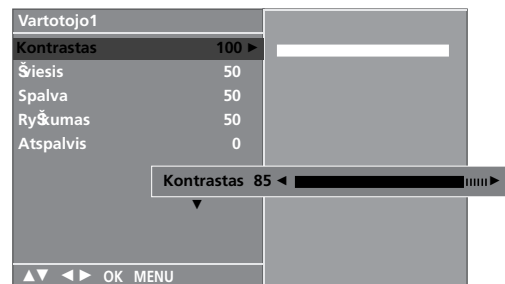 Vartotojo1
Kontrastas 100 ►
Šviesis 50
Spalva 50
Ryškumas 50
Atspalvis 0
Kontrastas 85 ◄ ►
▼
▲▼ ◄► OK MENU